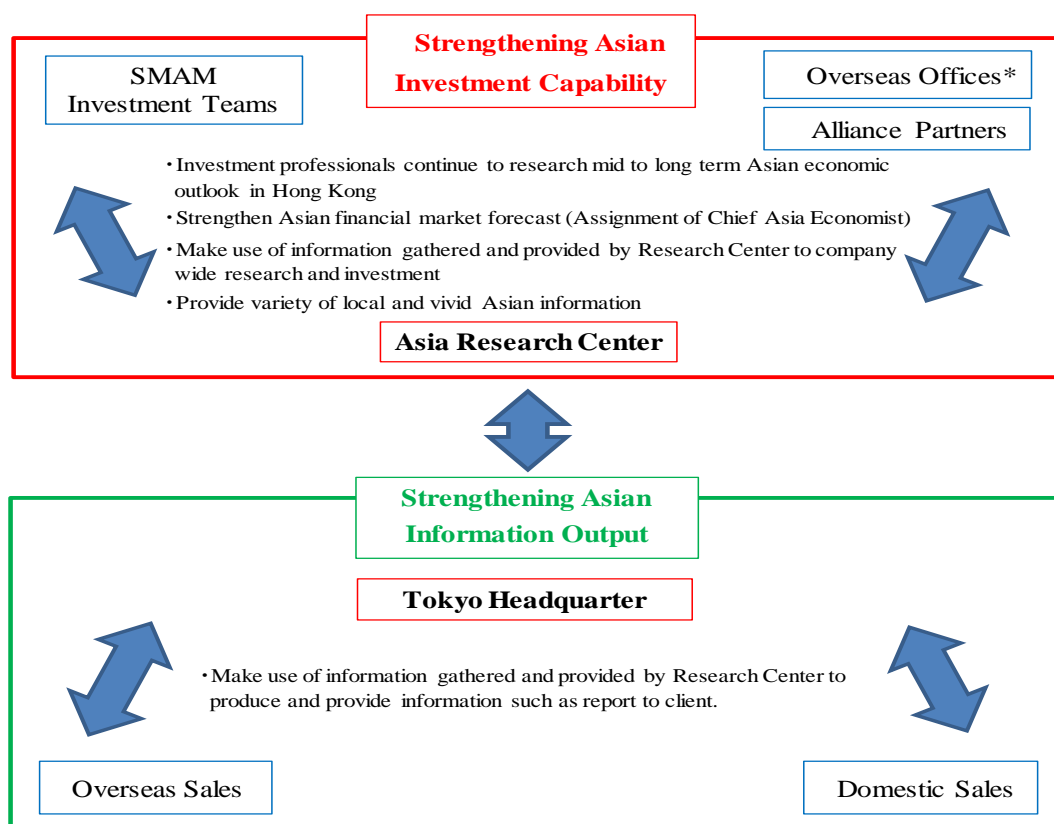 Strengthening Asian
Investment Capability
SMAM
Investment Teams
Overseas Offices*
Alliance Partners
・Investment professionals continue to research mid to long term Asian economic
outlook in Hong Kong
・Strengthen Asian financial market forecast (Assignment of Chief Asia Economist)
・Make use of information gathered and provided by Research Center to company
wide research and investment
・Provide variety of local and vivid Asian information
Asia Research Center
Strengthening Asian
Information Output
Tokyo Headquarter
・Make use of information gathered and provided by Research Center to
produce and provide information such as report to client.
Overseas Sales
Domestic Sales